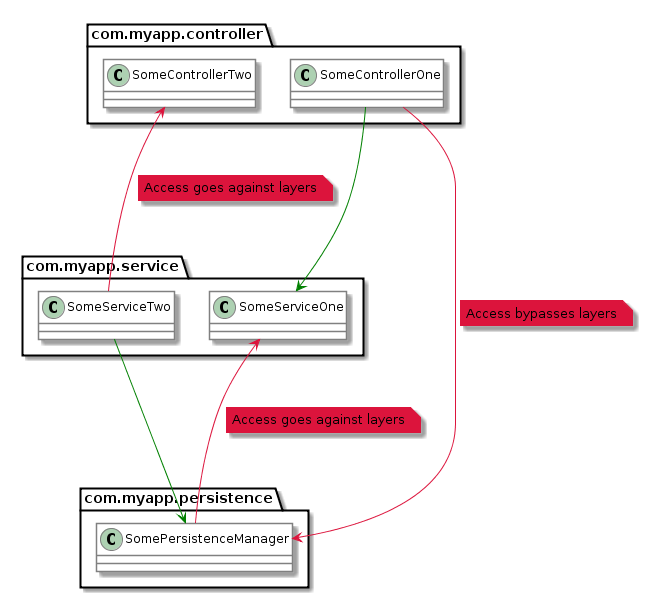 com.myapp.controller
C SomeControllerTwo
C SomeControllerOne
Access goes against layers
com.myapp.service
C SomeServiceTwo
C SomeServiceOne
Access bypasses layers
Access goes against layers
com.myapp.persistence
C SomePersistenceManager